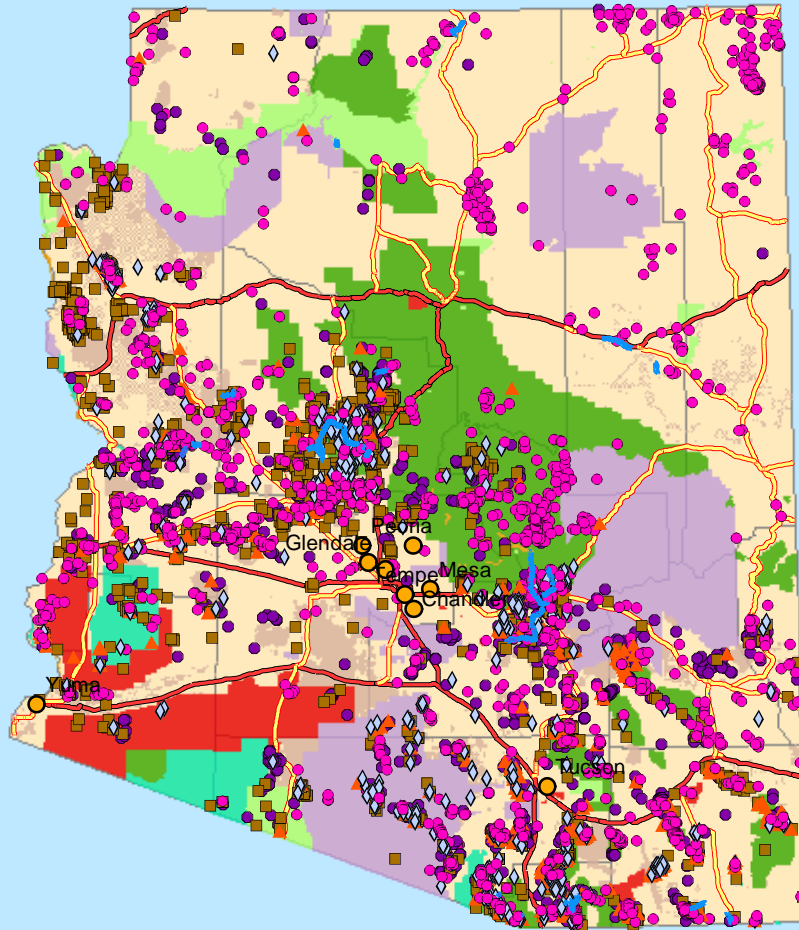 Peoria
Glendale
Tempe
Mesa
Chandler
Yuma
Tucson